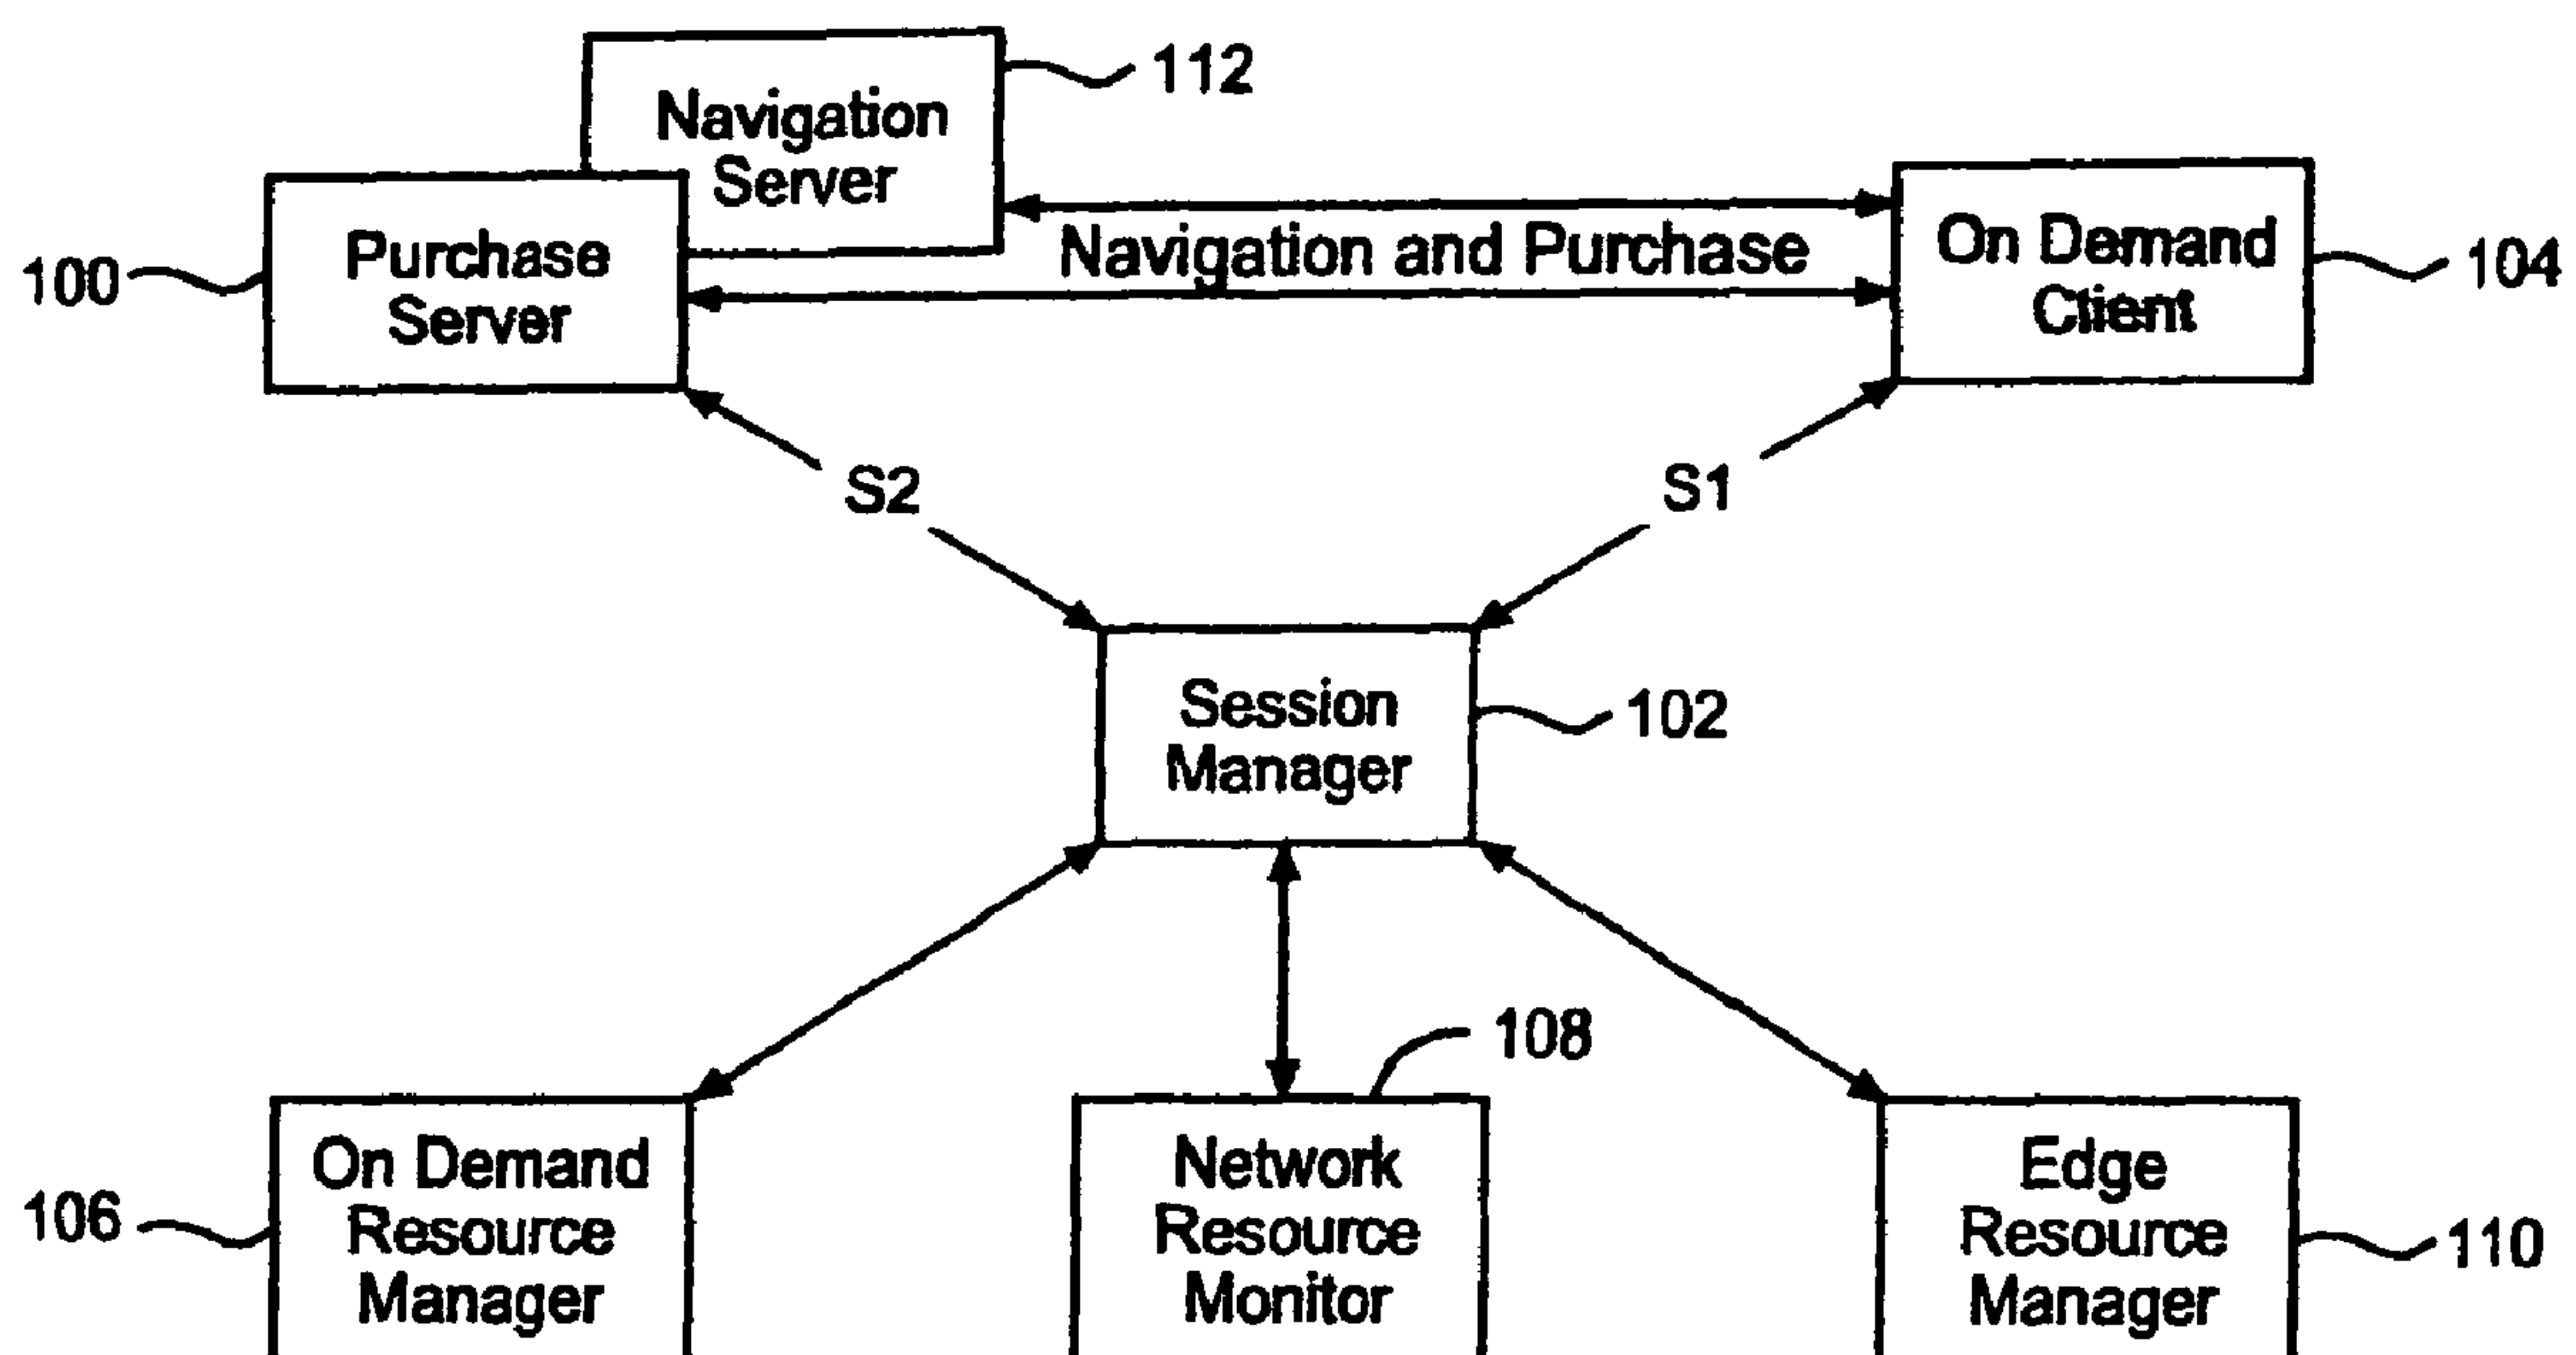 Navigation
Server
112
Purchase
Server
100
Navigation and Purchase
On Demand
Client
104
S2
S1
Session
Manager
102
108
On Demand
Resource
Manager
106
Network
Resource
Monitor
Edge
Resource
Manager
110